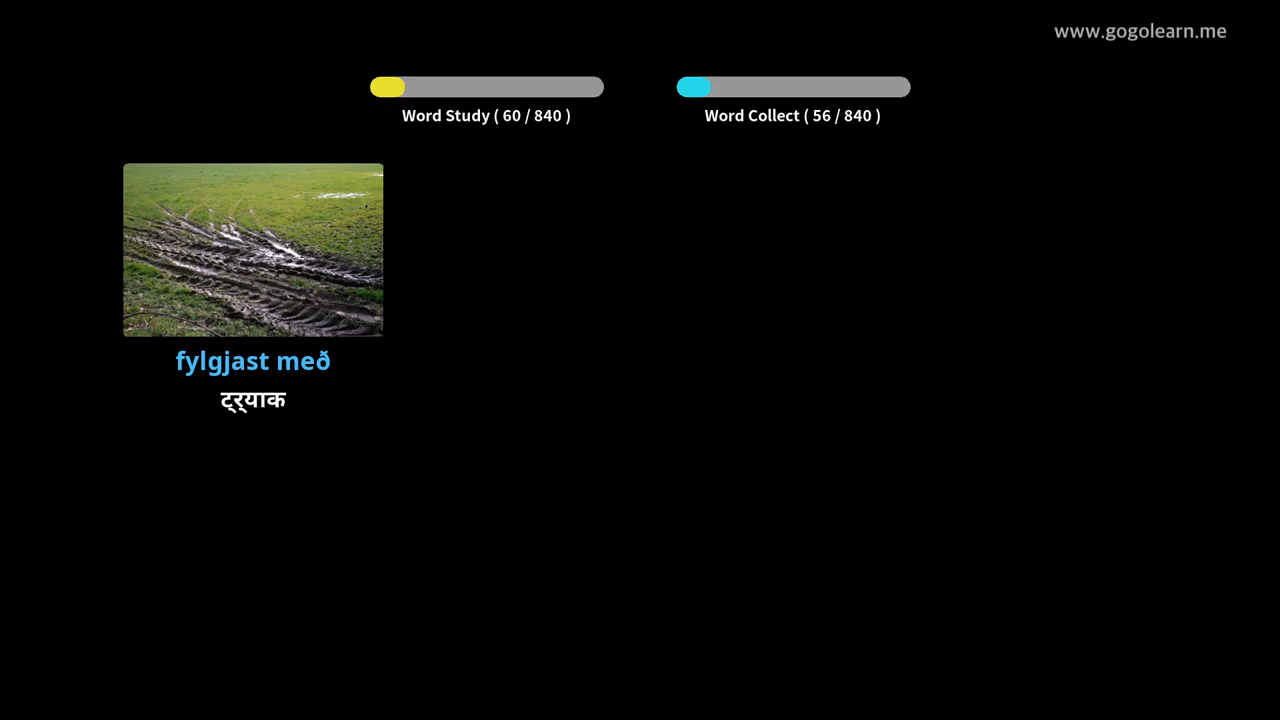 www.gogolearn.me
Word Study ( 60 / 840 )
Word Collect ( 56 / 840 )
fylgjast með
ट्र्याक